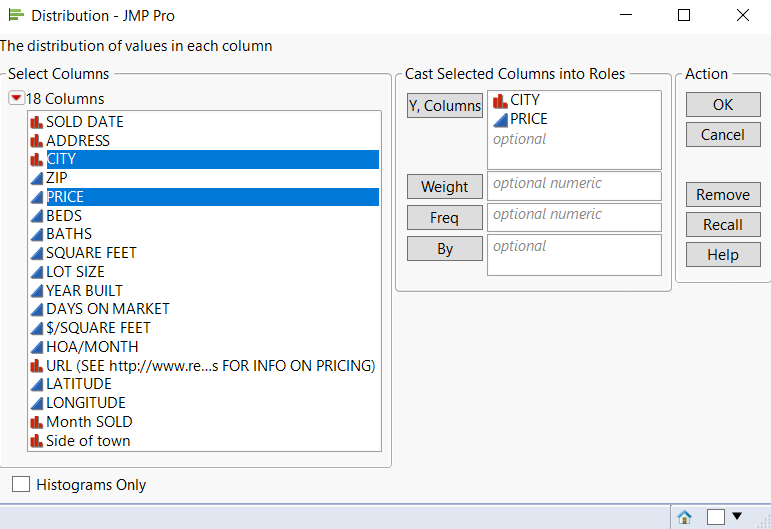 Distribution - JMP Pro
The distribution of values in each column
Select Columns
18 Columns
SOLD DATE
ADDRESS
CITY
ZIP
PRICE
BEDS
BATHS
SQUARE FEET
LOT SIZE
YEAR BUILT
DAYS ON MARKET
$/SQUARE FEET
HOA/MONTH
URL (SEE http://www.re...s FOR INFO ON PRICING)
LATITUDE
LONGITUDE
Month SOLD
Side of town
Histograms Only
Cast Selected Columns into Roles
Y, Columns
CITY
PRICE
optional
Weight
optional numeric
Freq
optional numeric
By
optional
Action
OK
Cancel
Remove
Recall
Help